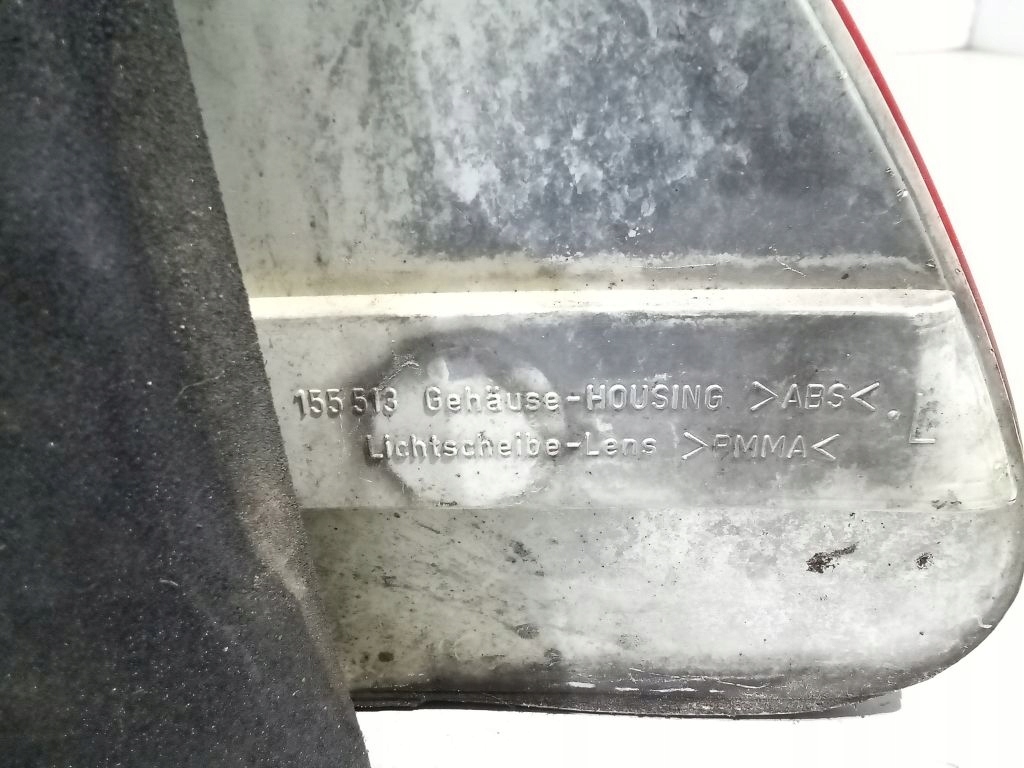 155 513 Gehäuse-HOUSING >ABS<
Lichtscheibe-Lens >PMMA<
L